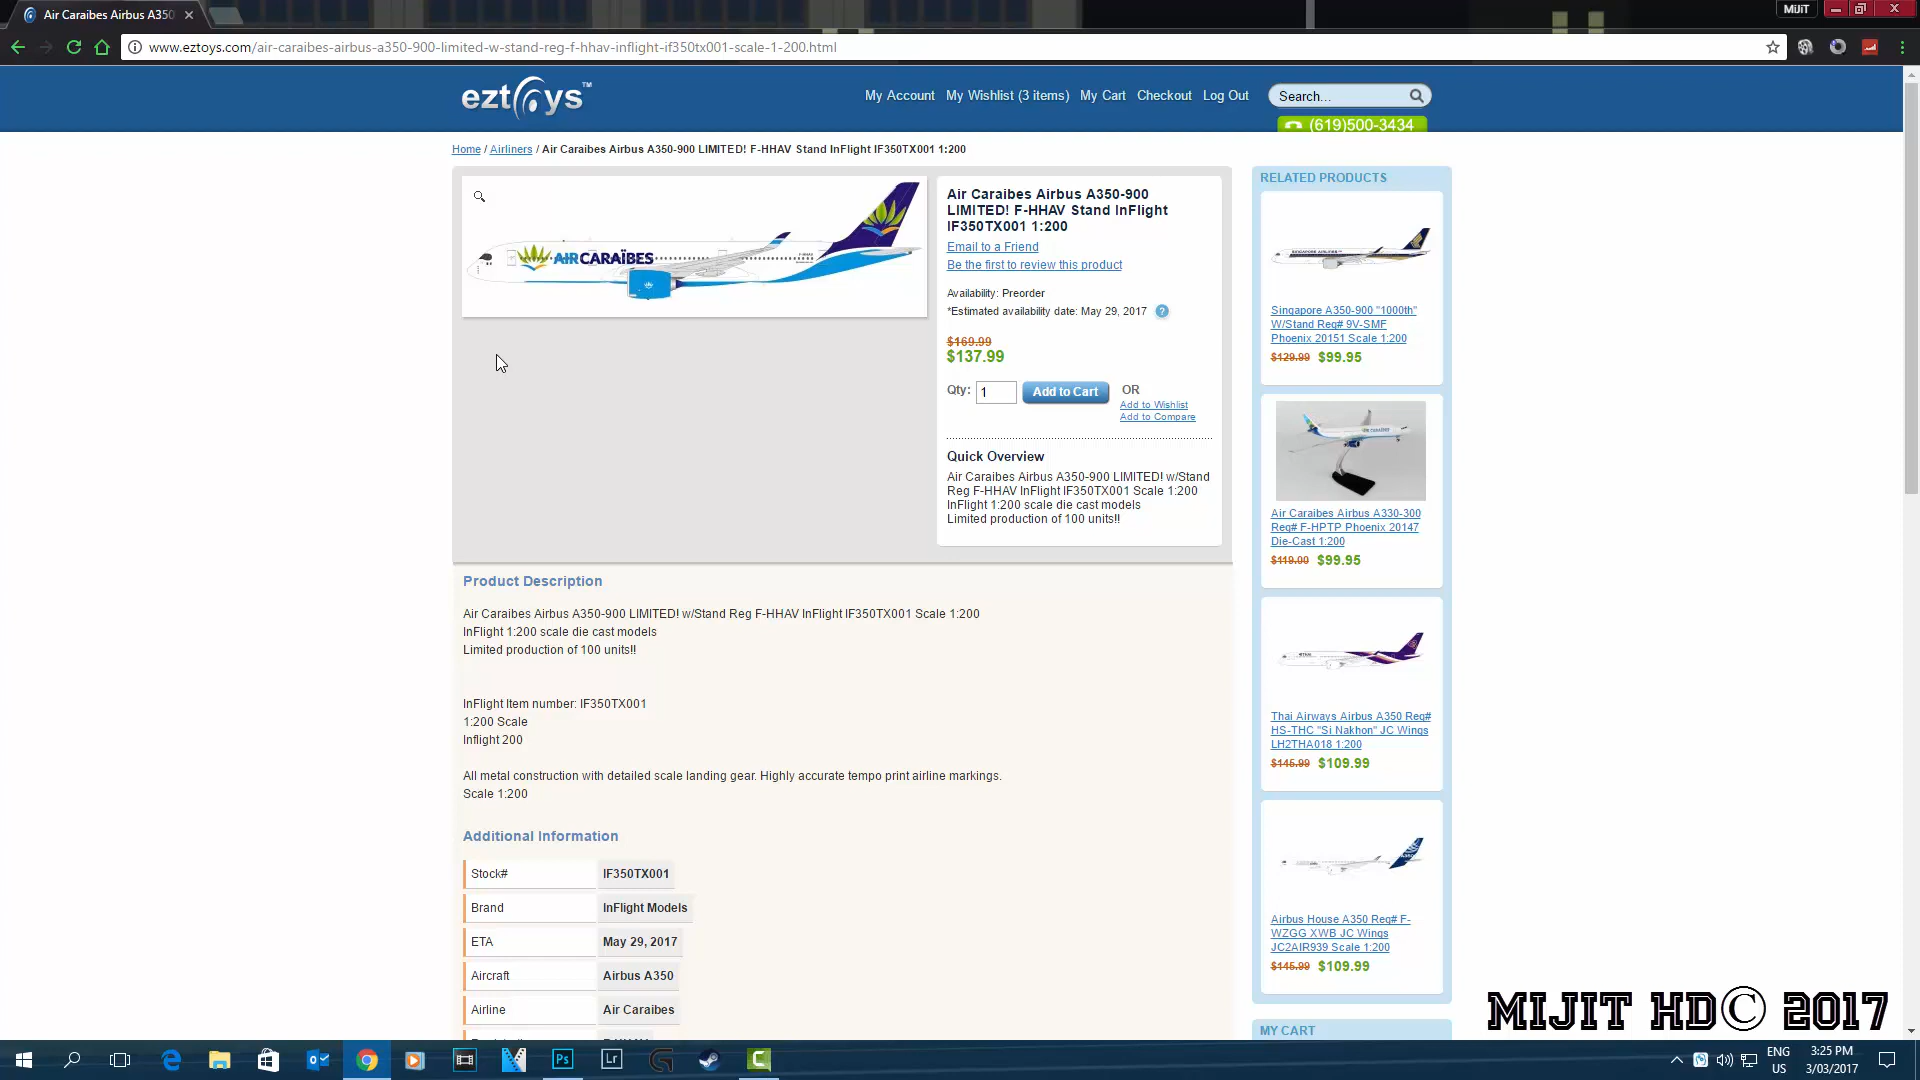 Air Caraibes Airbus A350
MiJiT
www.eztoys.com/air-caraibes-airbus-a350-900-limited-w-stand-reg-f-hhav-inflight-if350tx001-scale-1-200.html
eztoys™
My Account My Wishlist (3 items) My Cart Checkout Log Out
Search...
(619)500-3434
Home / Airliners / Air Caraibes Airbus A350-900 LIMITED! F-HHAV Stand InFlight IF350TX001 1:200
AIRCARAÏBES
Air Caraibes Airbus A350-900
LIMITED! F-HHAV Stand InFlight
IF350TX001 1:200
Email to a Friend
Be the first to review this product
Availability: Preorder
*Estimated availability date: May 29, 2017 ?
$169.99
$137.99
Qty: 1 Add to Cart OR
Add to Wishlist
Add to Compare
Quick Overview
Air Caraibes Airbus A350-900 LIMITED! w/Stand
Reg F-HHAV InFlight IF350TX001 Scale 1:200
InFlight 1:200 scale die cast models
Limited production of 100 units!!
Product Description
Air Caraibes Airbus A350-900 LIMITED! w/Stand Reg F-HHAV InFlight IF350TX001 Scale 1:200
InFlight 1:200 scale die cast models
Limited production of 100 units!!
InFlight Item number: IF350TX001
1:200 Scale
Inflight 200
All metal construction with detailed scale landing gear. Highly accurate tempo print airline markings.
Scale 1:200
Additional Information
Stock# IF350TX001
Brand InFlight Models
ETA May 29, 2017
Aircraft Airbus A350
Airline Air Caraibes
RELATED PRODUCTS
SINGAPORE AIRLINES
Singapore A350-900 "1000th"
W/Stand Reg# 9V-SMF
Phoenix 20151 Scale 1:200
$129.99 $99.95
Air Caraibes Airbus A330-300
Reg# F-HPTP Phoenix 20147
Die-Cast 1:200
$119.00 $99.95
Thai Airways Airbus A350 Reg#
HS-THC "Si Nakhon" JC Wings
LH2THA018 1:200
$145.99 $109.99
Airbus House A350 Reg# F-
WZGG XWB JC Wings
JC2AIR939 Scale 1:200
$145.99 $109.99
MY CART
MIJIT HD© 2017
Ps
Lr
ENG
US
3:25 PM
3/03/2017